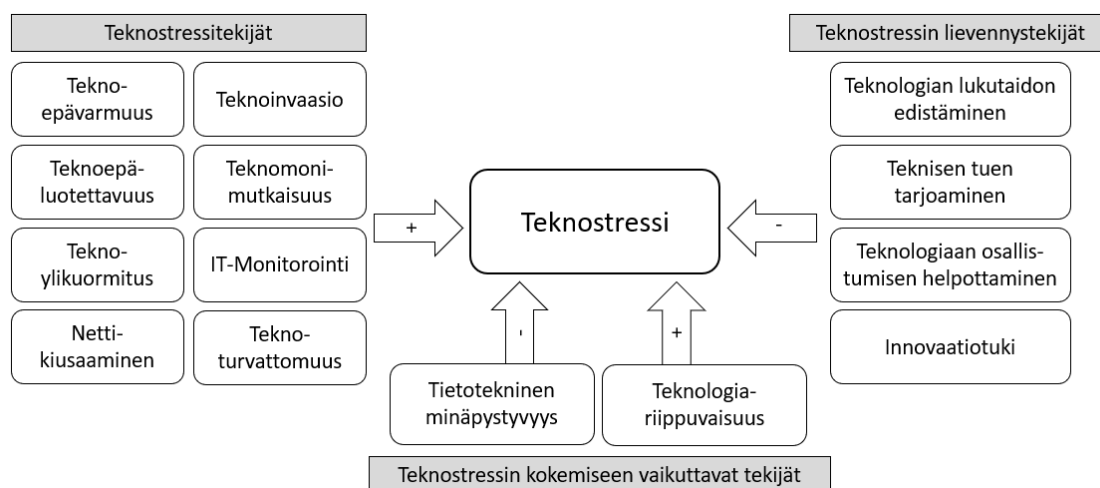 Teknostressitekijät
Tekno-
epävarmuus
Teknoinvaasio
Teknoepä-
luotettavuus
Teknomoni-
mutkaisuus
Tekno-
ylikuormitus
IT-Monitorointi
Netti-
kiusaaminen
Tekno-
turvattomuus
+
Teknostressi
-
Teknostressin lievennystekijät
Teknologian lukutaidon
edistäminen
Teknisen tuen
tarjoaminen
Teknologiaan osallis-
tumisen helpottaminen
Innovaatiotuki
-
+
Tietotekninen
minäpystyvyys
Teknologia-
riippuvaisuus
Teknostressin kokemiseen vaikuttavat tekijät